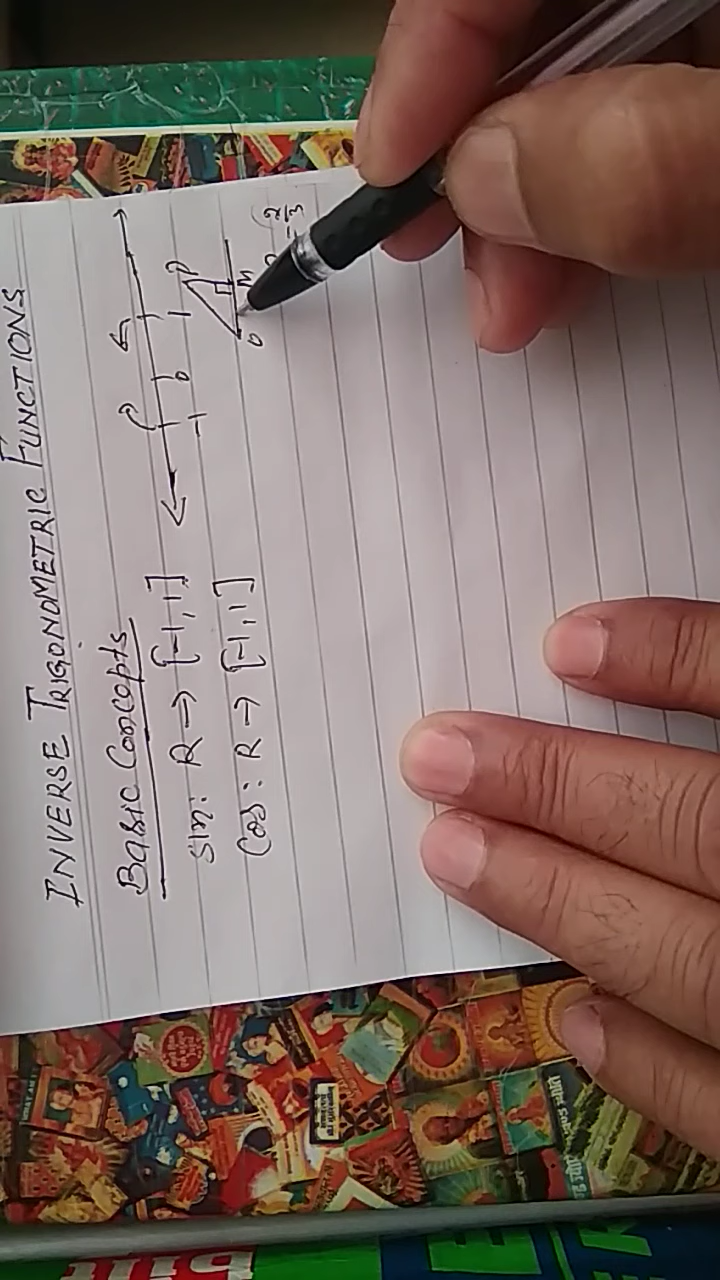 INVERSE TRIGONOMETRIC FUNCTIONS
Basic Concepts
sin: R → [-1, 1]
Cos: R → [-1, 1]
-1 0 1
P
O M